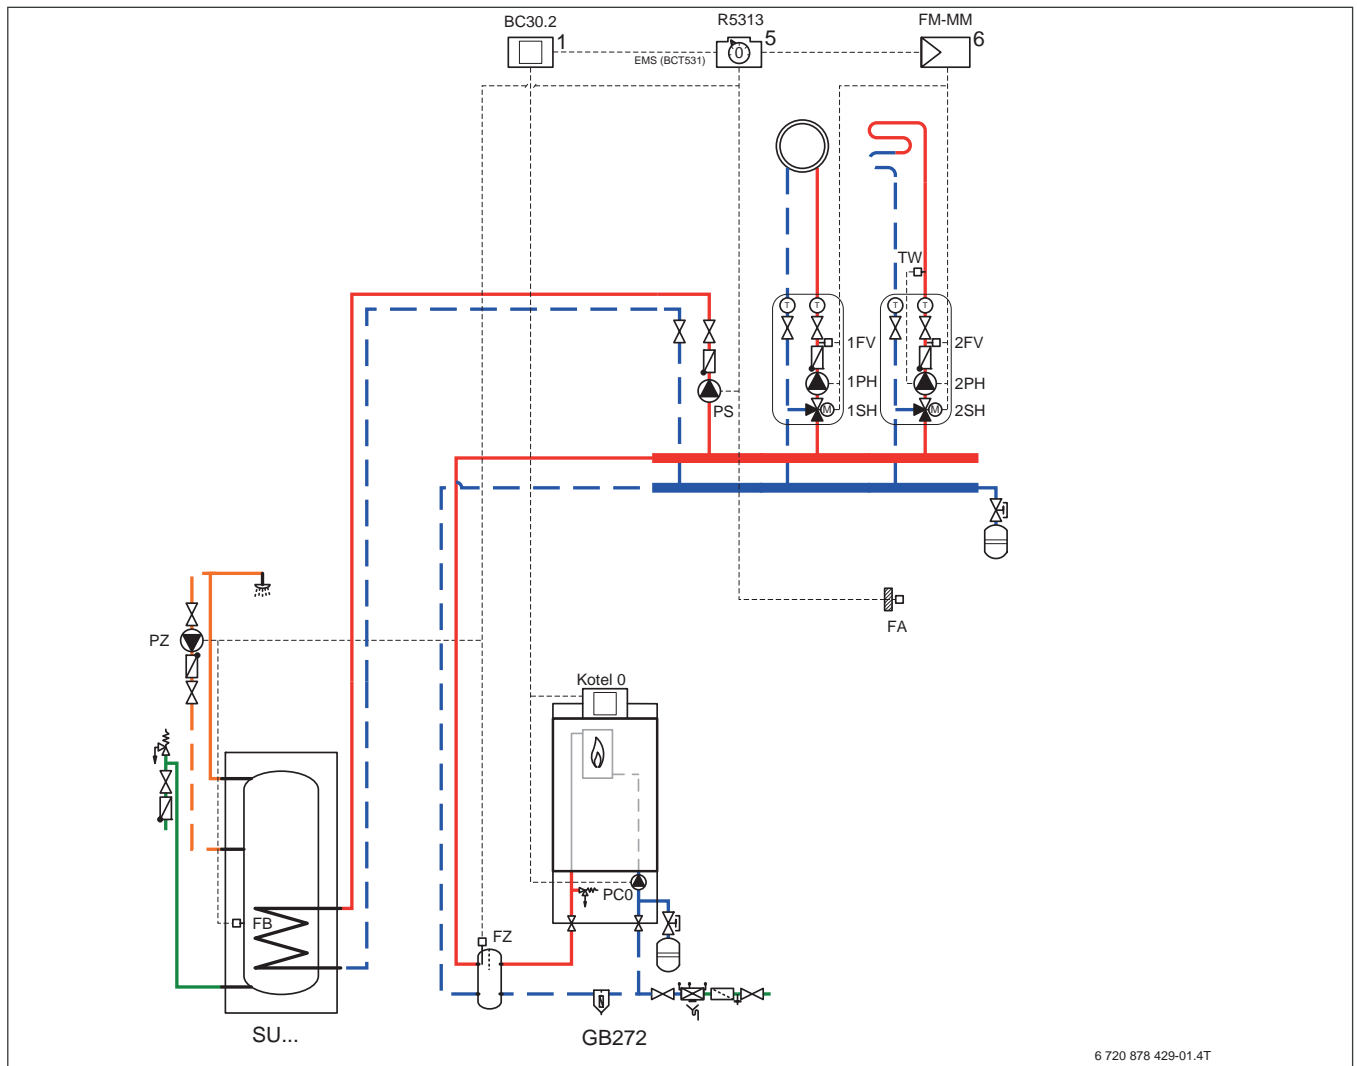 BC30.2
R5313
FM-MM
1
5
6
EMS (BCT531)
0
TW
T
T
T
T
1FV
2FV
1PH
2PH
PS
M
1SH
M
2SH
FA
PZ
Kotel 0
FB
PC0
FZ
SU...
GB272
6 720 878 429-01.4T